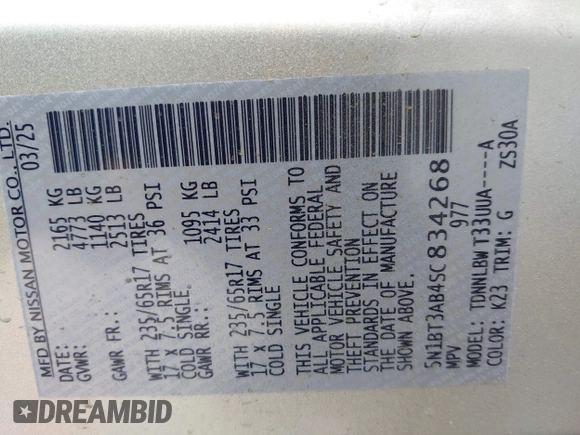 MFD BY NISSAN MOTOR CO., LTD.
DATE: 03/25
GVWR: 2165 KG
4773 LB
GAWR FR.: 1140 KG
2513 LB
WITH 235/65R17 TIRES
17 X 7.5 RIMS AT 36 PSI
COLD SINGLE.
GAWR RR.: 1095 KG
2414 LB
WITH 235/65R17 TIRES
17 X 7.5 RIMS AT 33 PSI
COLD SINGLE
THIS VEHICLE CONFORMS TO
ALL APPLICABLE FEDERAL
MOTOR VEHICLE SAFETY AND
THEFT PREVENTION
STANDARDS IN EFFECT ON
THE DATE OF MANUFACTURE
SHOWN ABOVE.
5N1BT3AB4SC834268
MPV 977
MODEL: TDNNLBW T33UUA----A
COLOR: K23 TRIM: G ZS30A
DREAMBID